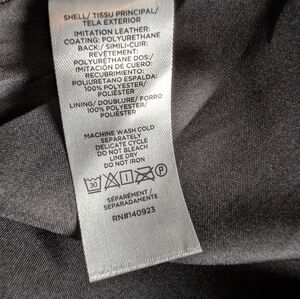 SHELL/ TISSU PRINCIPAL/
TELA EXTERIOR
IMITATION LEATHER:
COATING: POLYURETHANE
BACK:/ SIMILI-CUIR:
REVÊTEMENT:
POLYURETHANE DOS:/
IMITACIÓN DE CUERO:
RECUBRIMIENTO:
POLIURETANO ESPALDA:
100% POLYESTER/
POLIÉSTER
LINING/ DOUBLURE/ FORRO
100% POLYESTER/
POLIÉSTER
MACHINE WASH COLD
SEPARATELY
DELICATE CYCLE
DO NOT BLEACH
LINE DRY
DO NOT IRON
30 P
SÉPARÉMENT /
SEPARADAMENTE
RN#140923